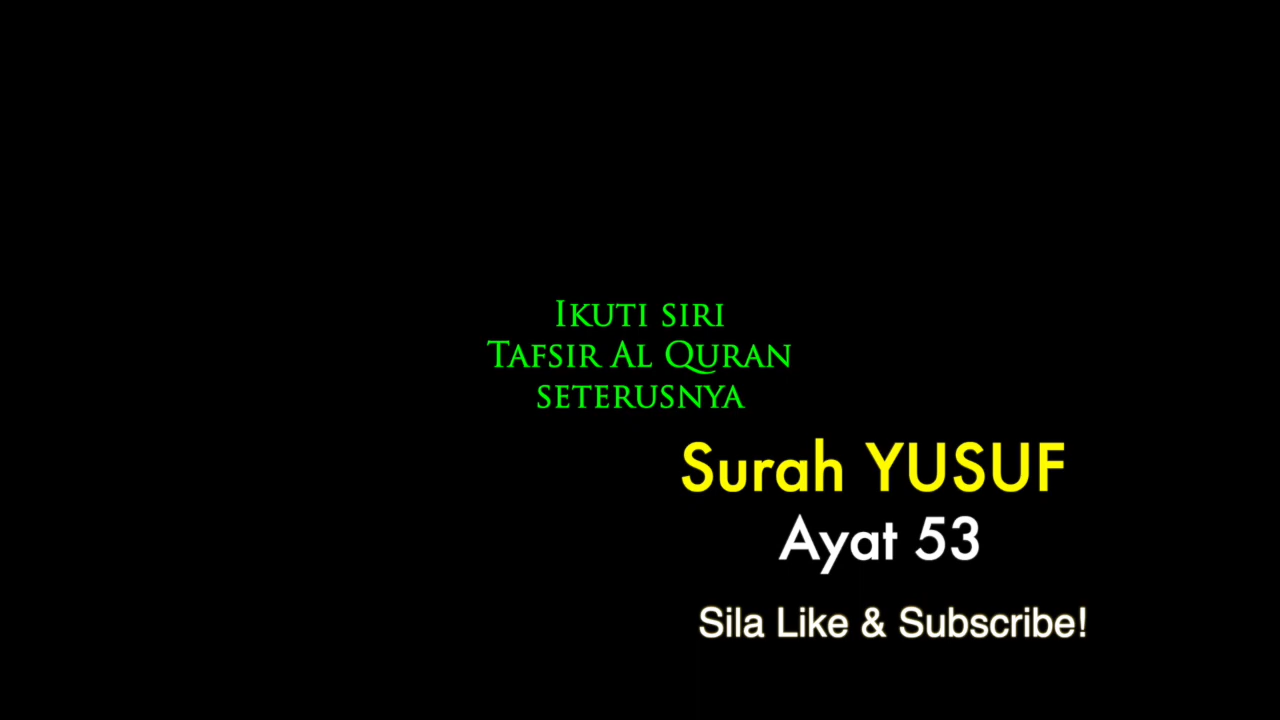 Ikuti siri
Tafsir Al Quran
seterusnya
Surah YUSUF
Ayat 53
Sila Like & Subscribe!